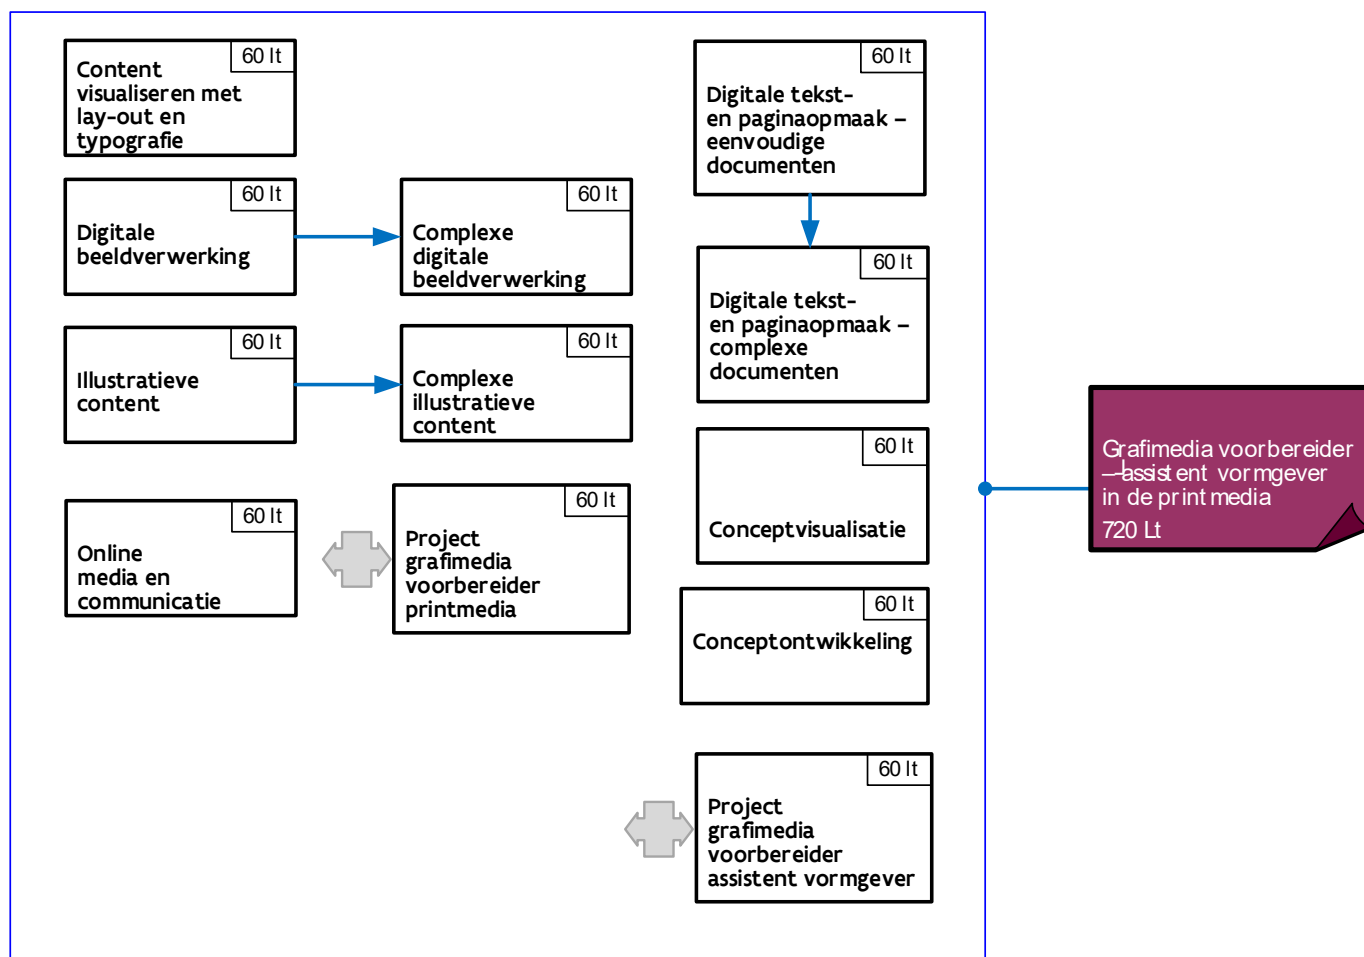 60 lt
Content
visualiseren met
lay-out en
typografie
60 lt
Digitale tekst-
en paginaopmaak –
eenvoudige
documenten
60 lt
Digitale
beeldverwerking
60 lt
Complexe
digitale
beeldverwerking
60 lt
Digitale tekst-
en paginaopmaak –
complexe
documenten
60 lt
Illustratieve
content
60 lt
Complexe
illustratieve
content
60 lt
Conceptvisualisatie
60 lt
Online
media en
communicatie
60 lt
Project
grafimedia
voorbereider
printmedia
60 lt
Conceptontwikkeling
60 lt
Project
grafimedia
voorbereider
assistent vormgever
Grafimedia voorbereider
–assistent vormgever
in de printmedia
720 Lt